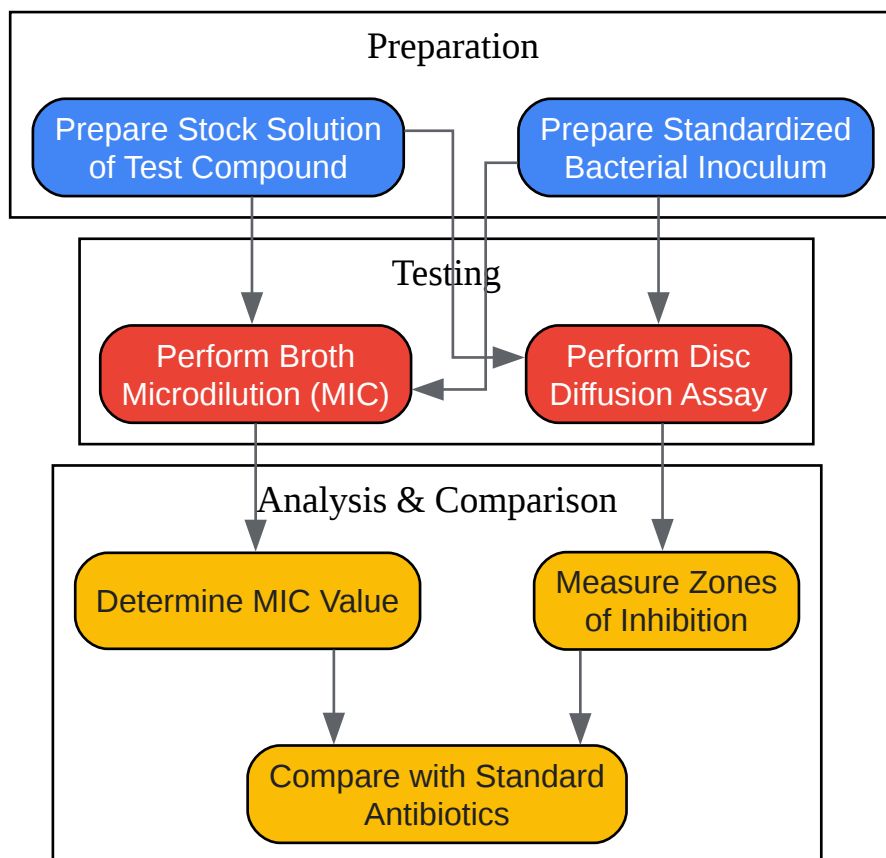 Preparation
Prepare Stock Solution
of Test Compound
Prepare Standardized
Bacterial Inoculum
Testing
Perform Broth
Microdilution (MIC)
Perform Disc
Diffusion Assay
Analysis & Comparison
Determine MIC Value
Measure Zones
of Inhibition
Compare with Standard
Antibiotics